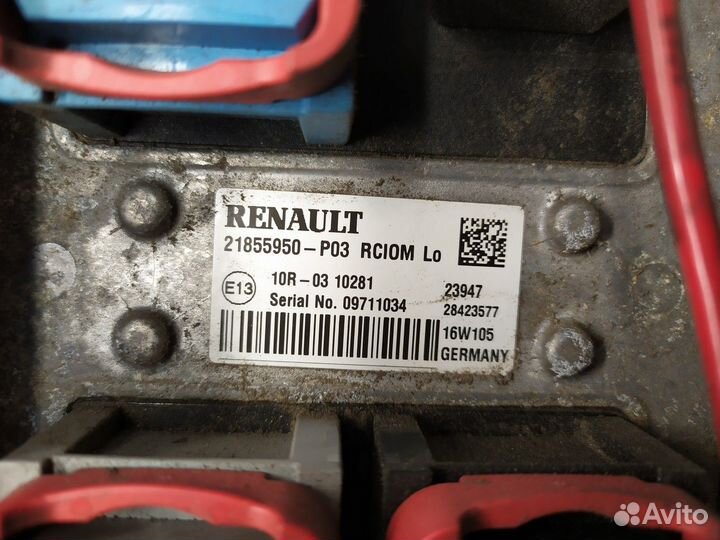 RENAULT
21855950-P03 RCIOM Lo
E13
10R-03 10281
23947
Serial No. 09711034
28423577
16W105
GERMANY
Avito